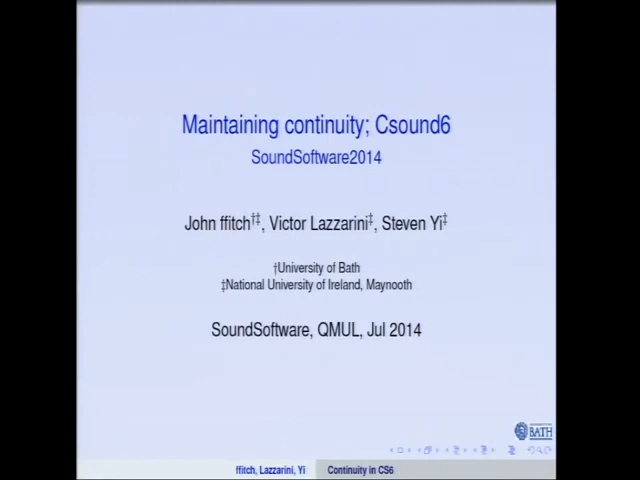 Maintaining continuity; Csound6
SoundSoftware2014
John ffitch†‡, Victor Lazzarini‡, Steven Yi‡
†University of Bath
‡National University of Ireland, Maynooth
SoundSoftware, QMUL, Jul 2014
BATH
ffitch, Lazzarini, Yi
Continuity in CS6